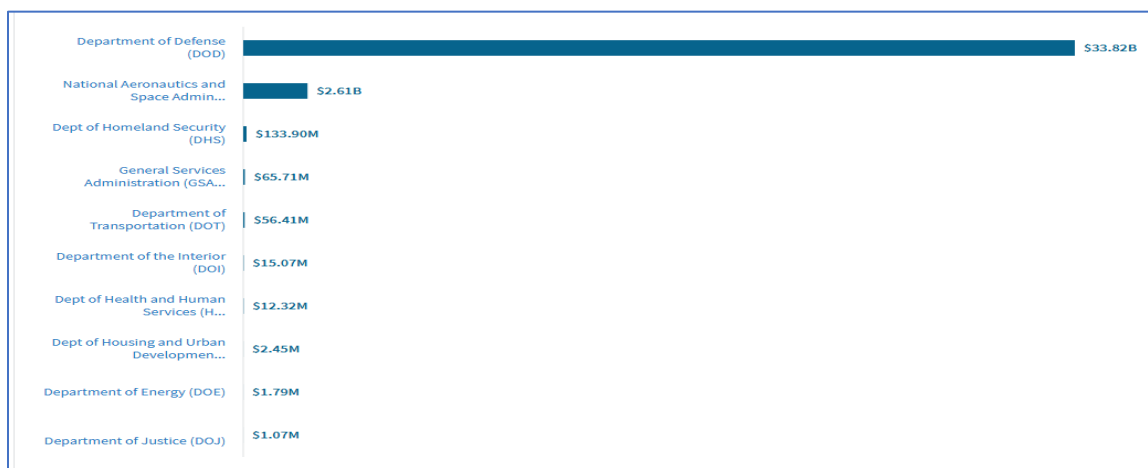 Department of Defense
(DOD)
$33.82B
National Aeronautics and
Space Admin...
$2.61B
Dept of Homeland Security
(DHS)
$133.90M
General Services
Administration (GSA...
$65.71M
Department of
Transportation (DOT)
$56.41M
Department of the Interior
(DOI)
$15.07M
Dept of Health and Human
Services (H...
$12.32M
Dept of Housing and Urban
Developmen...
$2.45M
Department of Energy (DOE)
$1.79M
Department of Justice (DOJ)
$1.07M